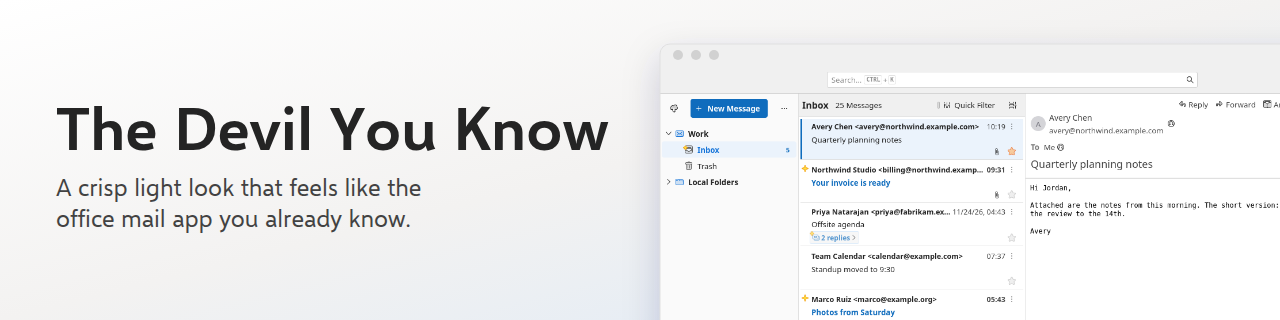 The Devil You Know
A crisp light look that feels like the
office mail app you already know.
Search... CTRL + K
+ New Message ...
Work
Inbox 5
Trash
Local Folders
Inbox 25 Messages Quick Filter
Avery Chen <avery@northwind.example.com> 10:19
Quarterly planning notes
Northwind Studio <billing@northwind.examp... 09:31
Your invoice is ready
Priya Natarajan <priya@fabrikam.ex... 11/24/26, 04:43
Offsite agenda
2 replies
Team Calendar <calendar@example.com> 07:37
Standup moved to 9:30
Marco Ruiz <marco@example.org> 05:43
Photos from Saturday
Reply Forward
A
Avery Chen
avery@northwind.example.com
To Me
Quarterly planning notes
Hi Jordan,
Attached are the notes from this morning. The short version:
the review to the 14th.
Avery